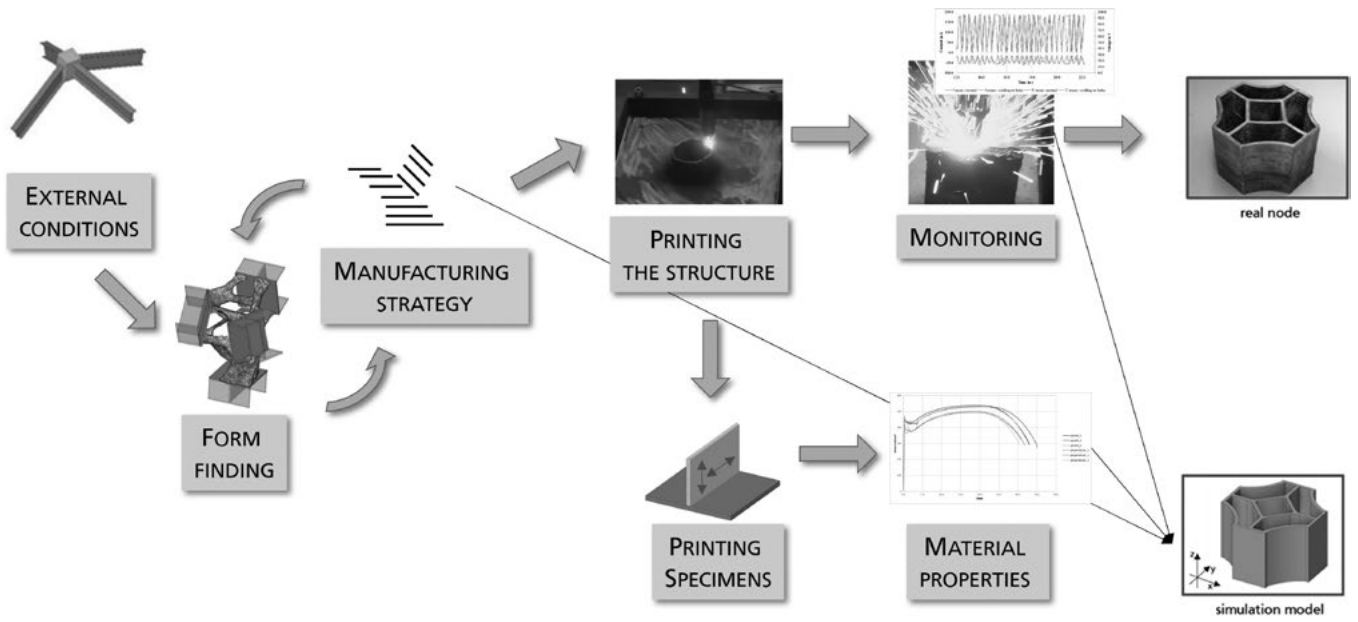 EXTERNAL
CONDITIONS
FORM
FINDING
MANUFACTURING
STRATEGY
PRINTING
THE STRUCTURE
MONITORING
real node
PRINTING
SPECIMENS
MATERIAL
PROPERTIES
z
y
x
simulation model